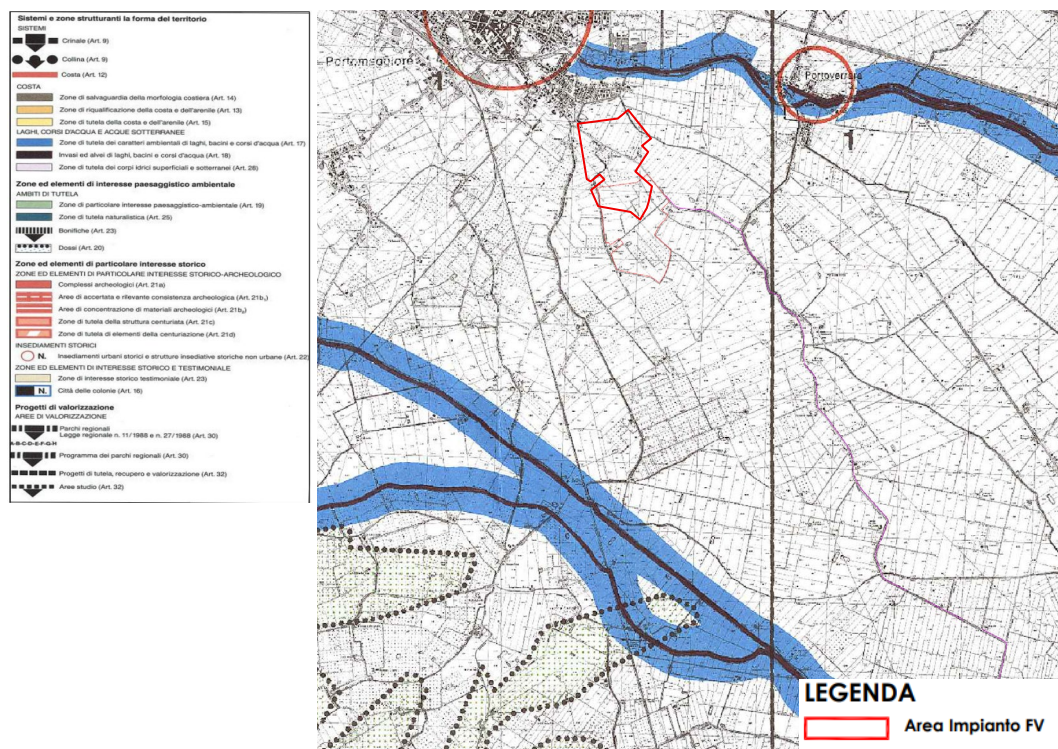 Sistemi e zone strutturanti la forma del territorio
SISTEMI
Crinale (Art. 9)
Collina (Art. 9)
Costa (Art. 12)
COSTA
Zone di salvaguardia della morfologia costiera (Art. 14)
Zone di riqualificazione della costa e dell'arenile (Art. 13)
Zone di tutela della costa e dell'arenile (Art. 15)
LAGHI, CORSI D'ACQUA E ACQUE SOTTERRANEE
Zone di tutela dei caratteri ambientali di laghi, bacini e corsi d'acqua (Art. 17)
Invasi ed alvei di laghi, bacini e corsi d'acqua (Art. 18)
Zone di tutela dei corpi idrici superficiali e sotterranei (Art. 28)
Zone ed elementi di interesse paesaggistico ambientale
AMBITI DI TUTELA
Zone di particolare interesse paesaggistico-ambientale (Art. 19)
Zone di tutela naturalistica (Art. 25)
Bonifiche (Art. 23)
Dossi (Art. 20)
Zone ed elementi di particolare interesse storico
ZONE ED ELEMENTI DI PARTICOLARE INTERESSE STORICO-ARCHEOLOGICO
Complessi archeologici (Art. 21a)
Aree di accertata e rilevante consistenza archeologica (Art. 21b₁)
Aree di concentrazione di materiali archeologici (Art. 21b₂)
Zone di tutela della struttura centuriata (Art. 21c)
Zone di tutela di elementi della centuriazione (Art. 21d)
INSEDIAMENTI STORICI
N. Insediamenti urbani storici e strutture insediative storiche non urbane (Art. 22)
ZONE ED ELEMENTI DI INTERESSE STORICO E TESTIMONIALE
Zone di interesse storico testimoniale (Art. 23)
N. Città delle colonie (Art. 16)
Progetti di valorizzazione
AREE DI VALORIZZAZIONE
Parchi regionali
Legge regionale n. 11/1988 e n. 27/1988 (Art. 30)
A-B-C-D-E-F-G-H
Programma dei parchi regionali (Art. 30)
Progetti di tutela, recupero e valorizzazione (Art. 32)
Aree studio (Art. 32)
Portomaggiore
1
Portoverrara
1
LEGENDA
Area Impianto FV